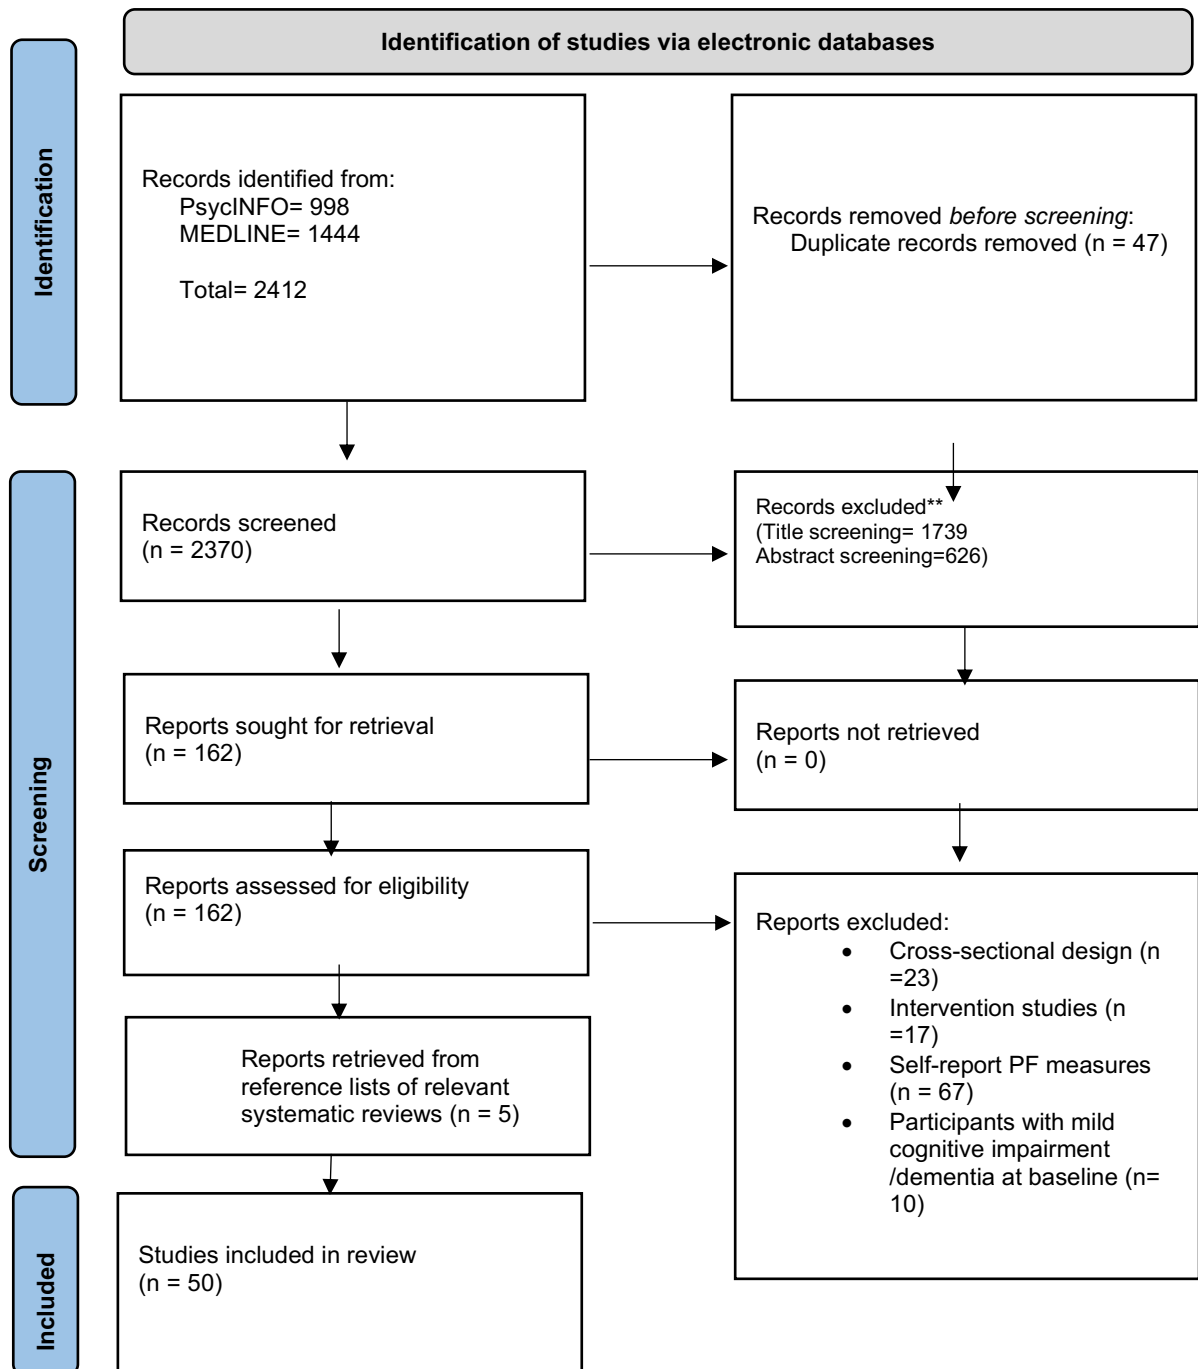 Identification of studies via electronic databases
Identification
Records identified from:
PsycINFO= 998
MEDLINE= 1444
Total= 2412
Records removed before screening:
Duplicate records removed (n = 47)
Screening
Records screened
(n = 2370)
Records excluded**
(Title screening= 1739
Abstract screening=626)
Reports sought for retrieval
(n = 162)
Reports not retrieved
(n = 0)
Reports assessed for eligibility
(n = 162)
Reports excluded:
• Cross-sectional design (n
=23)
• Intervention studies (n
=17)
• Self-report PF measures
(n = 67)
• Participants with mild
cognitive impairment
/dementia at baseline (n=
10)
Reports retrieved from
reference lists of relevant
systematic reviews (n = 5)
Included
Studies included in review
(n = 50)